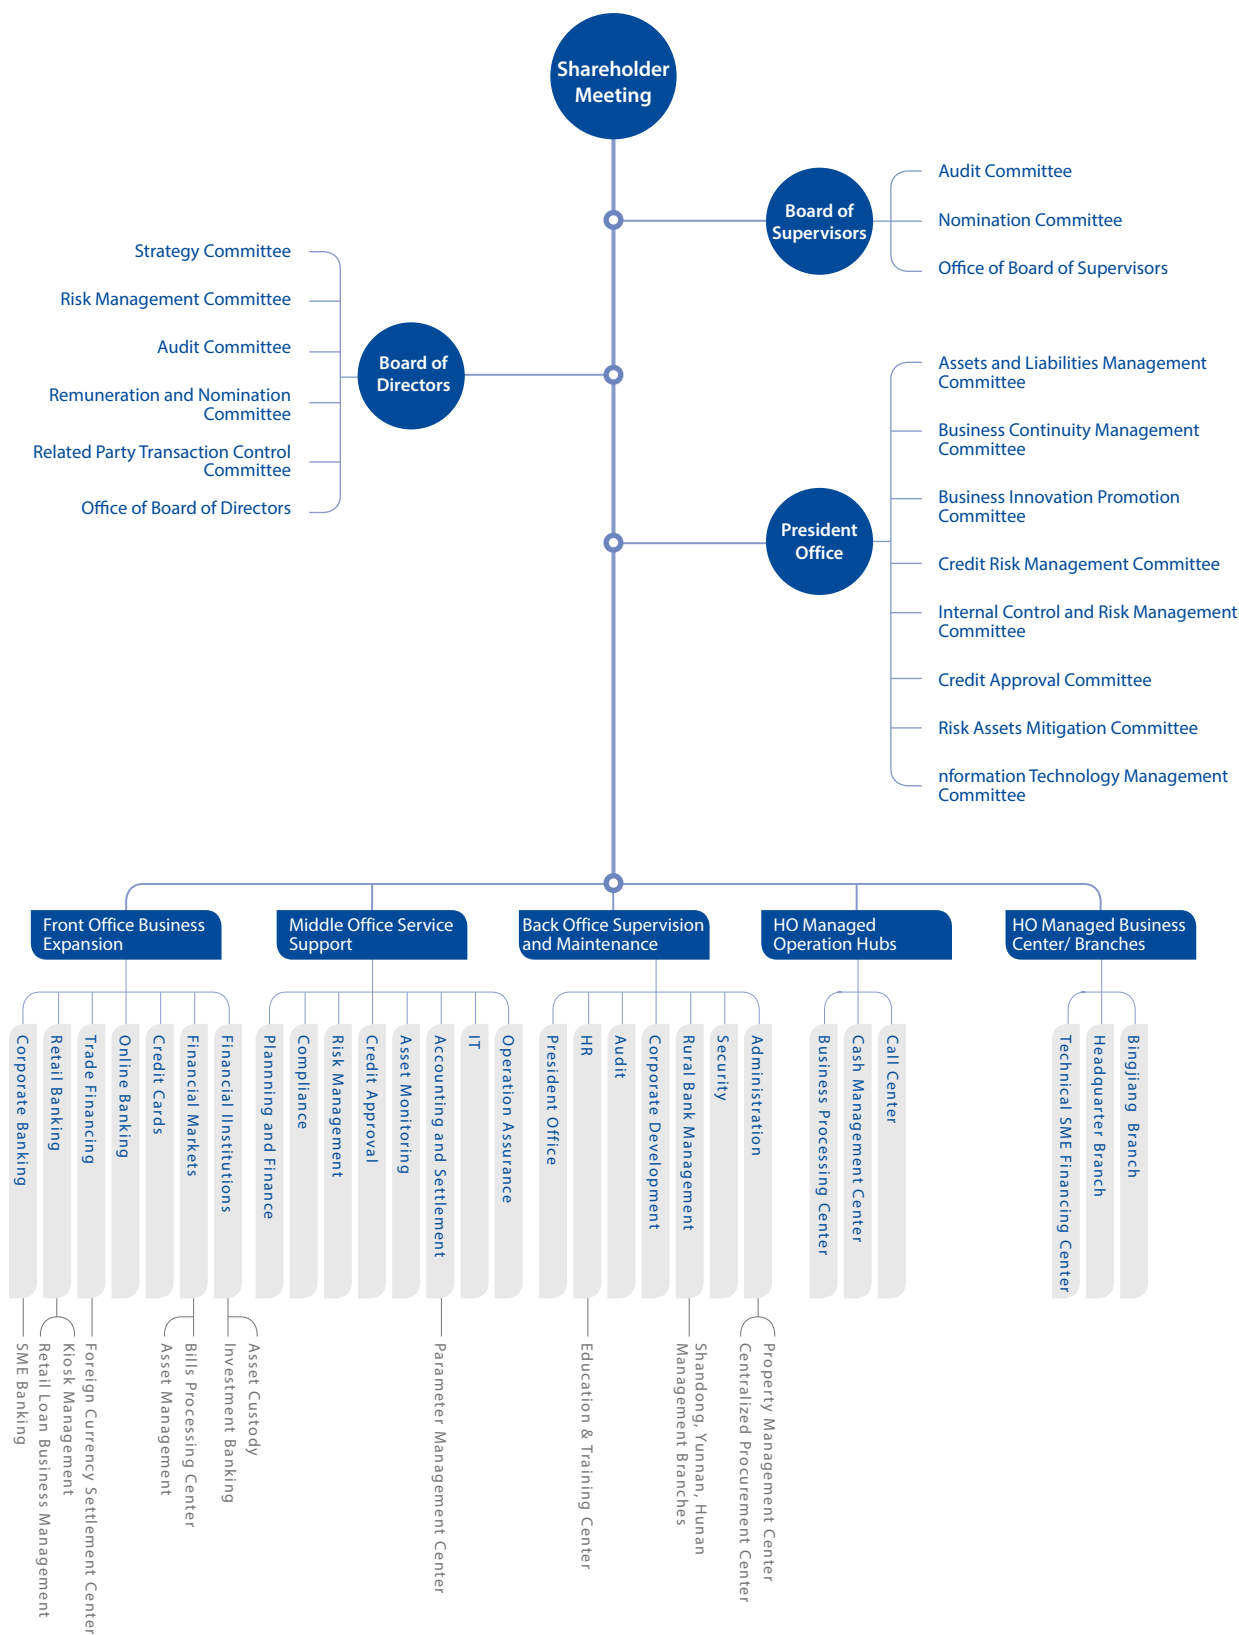 Shareholder
Meeting
Board of
Supervisors
Audit Committee
Nomination Committee
Office of Board of Supervisors
Strategy Committee
Risk Management Committee
Audit Committee
Remuneration and Nomination
Committee
Related Party Transaction Control
Committee
Office of Board of Directors
Board of
Directors
President
Office
Assets and Liabilities Management
Committee
Business Continuity Management
Committee
Business Innovation Promotion
Committee
Credit Risk Management Committee
Internal Control and Risk Management
Committee
Credit Approval Committee
Risk Assets Mitigation Committee
nformation Technology Management
Committee
Front Office Business
Expansion
Middle Office Service
Support
Back Office Supervision
and Maintenance
HO Managed
Operation Hubs
HO Managed Business
Center/ Branches
Corporate Banking
Retail Banking
Trade Financing
Online Banking
Credit Cards
Financial Markets
Financial IInstitutions
Plannning and Finance
Compliance
Risk Management
Credit Approval
Asset Monitoring
Accounting and Settlement
IT
Operation Assurance
President Office
HR
Audit
Corporate Development
Rural Bank Management
Security
Administration
Business Processing Center
Cash Management Center
Call Center
Technical SME Financing Center
Headquarter Branch
Bingjiang Branch
SME Banking
Retail Loan Business Management
Kiosk Management
Foreign Currency Settlement Center
Asset Management
Bills Processing Center
Investment Banking
Asset Custody
Parameter Management Center
Education & Training Center
Shandong, Yunnan, Hunan
Management Branches
Centralized Procurement Center
Property Management Center